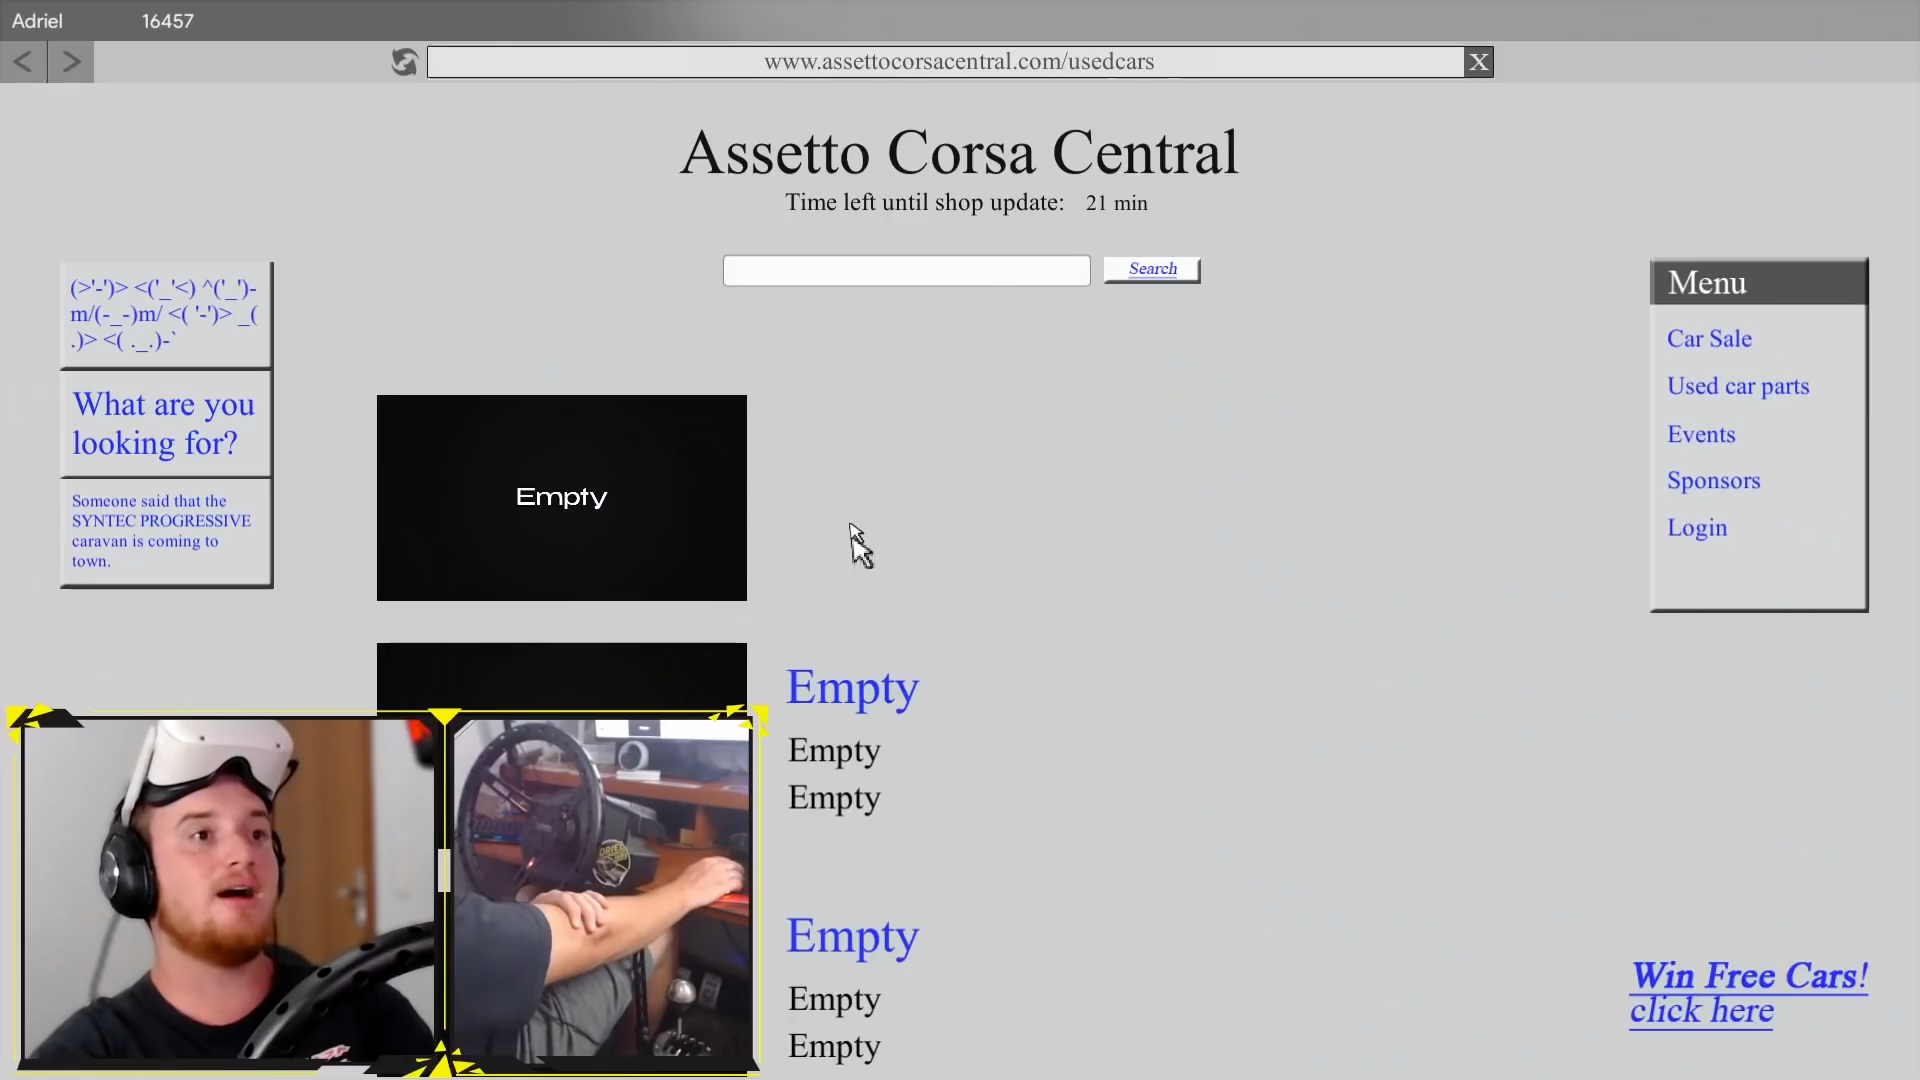 Adriel 16457
< >
www.assettocorsacentral.com/usedcars X
Assetto Corsa Central
Time left until shop update: 21 min
Search
(>'-')> <('_'<) ^('_')-
m/(-_-)m/ <( '-')> _(
.)> <( ._.)-`
What are you
looking for?
Someone said that the
SYNTEC PROGRESSIVE
caravan is coming to
town.
Menu
Car Sale
Used car parts
Events
Sponsors
Login
Empty
Empty
Empty
Empty
Empty
Empty
Empty
Win Free Cars!
click here